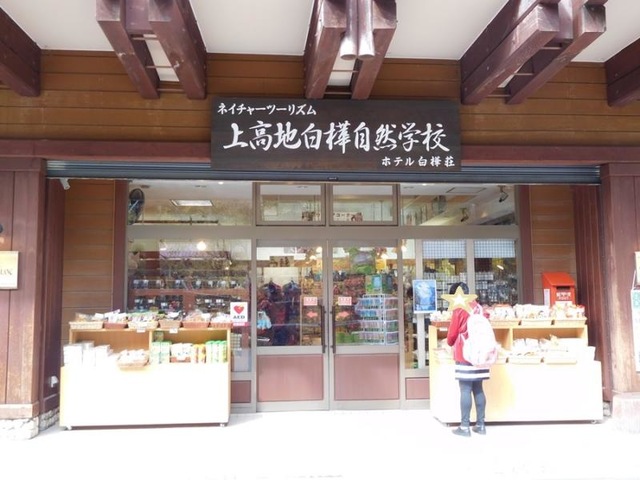 ネイチャーツーリズム
上高地白樺自然学校
ホテル白樺荘
AED